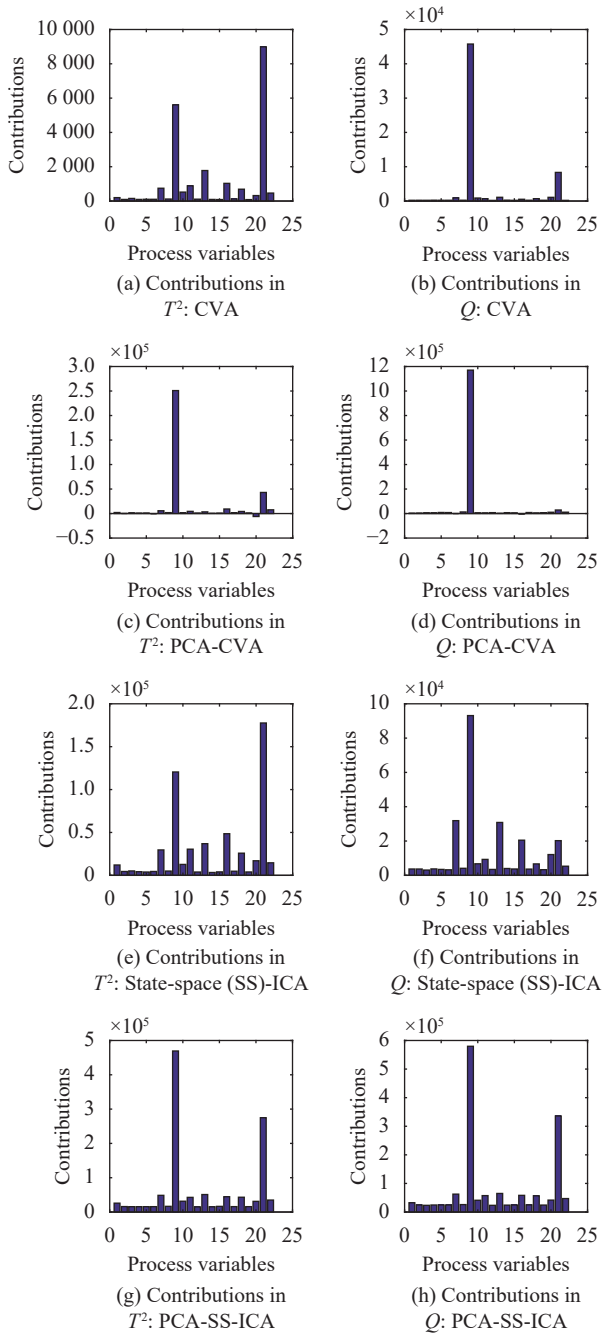 ×10⁴
10 000
8 000
6 000
4 000
2 000
0
Contributions
0 5 10 15 20 25
Process variables
(a) Contributions in
T²: CVA
5
4
3
2
1
0
Contributions
0 5 10 15 20 25
Process variables
(b) Contributions in
Q: CVA
×10⁵
3.0
2.5
2.0
1.5
1.0
0.5
0
−0.5
Contributions
0 5 10 15 20 25
Process variables
(c) Contributions in
T²: PCA-CVA
×10⁵
12
10
8
6
4
2
0
−2
Contributions
0 5 10 15 20 25
Process variables
(d) Contributions in
Q: PCA-CVA
×10⁵
2.0
1.5
1.0
0.5
0
Contributions
0 5 10 15 20 25
Process variables
(e) Contributions in
T²: State-space (SS)-ICA
×10⁴
10
8
6
4
2
0
Contributions
0 5 10 15 20 25
Process variables
(f) Contributions in
Q: State-space (SS)-ICA
×10⁵
5
4
3
2
1
0
Contributions
0 5 10 15 20 25
Process variables
(g) Contributions in
T²: PCA-SS-ICA
×10⁵
6
5
4
3
2
1
0
Contributions
0 5 10 15 20 25
Process variables
(h) Contributions in
Q: PCA-SS-ICA